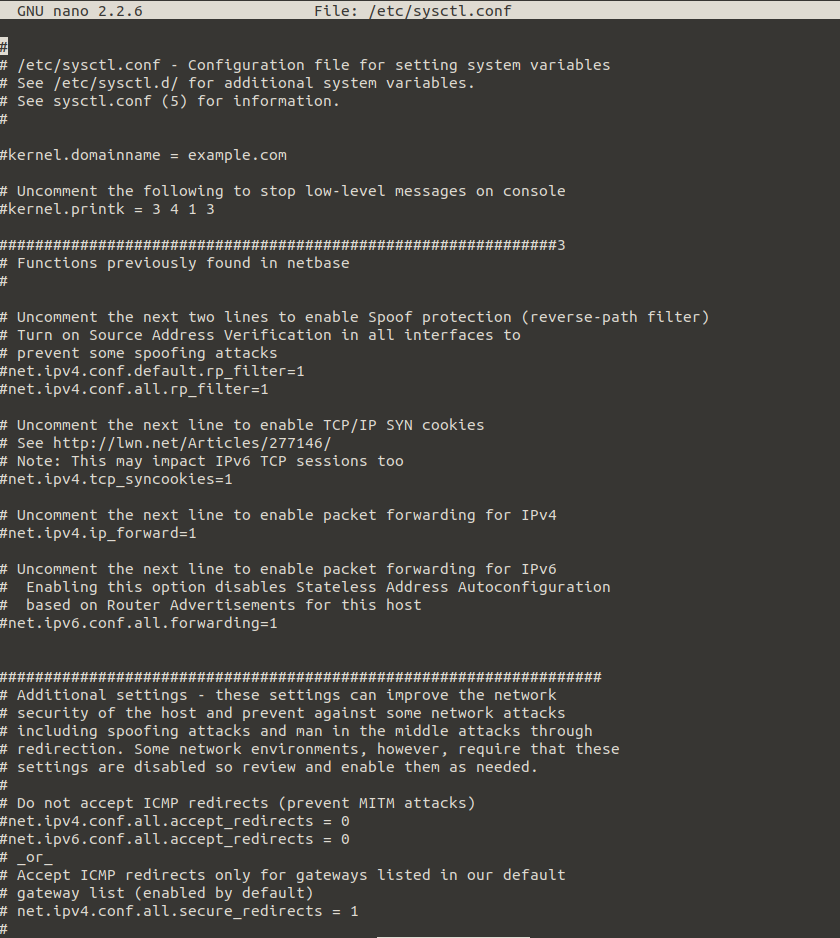 GNU nano 2.2.6 File: /etc/sysctl.conf
#
# /etc/sysctl.conf - Configuration file for setting system variables
# See /etc/sysctl.d/ for additional system variables.
# See sysctl.conf (5) for information.
#
#kernel.domainname = example.com
# Uncomment the following to stop low-level messages on console
#kernel.printk = 3 4 1 3
##############################################################3
# Functions previously found in netbase
#
# Uncomment the next two lines to enable Spoof protection (reverse-path filter)
# Turn on Source Address Verification in all interfaces to
# prevent some spoofing attacks
#net.ipv4.conf.default.rp_filter=1
#net.ipv4.conf.all.rp_filter=1
# Uncomment the next line to enable TCP/IP SYN cookies
# See http://lwn.net/Articles/277146/
# Note: This may impact IPv6 TCP sessions too
#net.ipv4.tcp_syncookies=1
# Uncomment the next line to enable packet forwarding for IPv4
#net.ipv4.ip_forward=1
# Uncomment the next line to enable packet forwarding for IPv6
#  Enabling this option disables Stateless Address Autoconfiguration
#  based on Router Advertisements for this host
#net.ipv6.conf.all.forwarding=1
###################################################################
# Additional settings - these settings can improve the network
# security of the host and prevent against some network attacks
# including spoofing attacks and man in the middle attacks through
# redirection. Some network environments, however, require that these
# settings are disabled so review and enable them as needed.
#
# Do not accept ICMP redirects (prevent MITM attacks)
#net.ipv4.conf.all.accept_redirects = 0
#net.ipv6.conf.all.accept_redirects = 0
# _or_
# Accept ICMP redirects only for gateways listed in our default
# gateway list (enabled by default)
# net.ipv4.conf.all.secure_redirects = 1
#